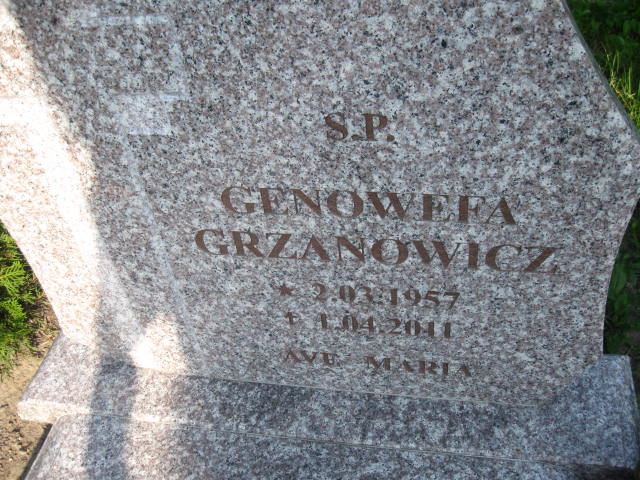 S.P.
GENOWEFA
GRZANOWICZ
★ 2.03.1957
✝ 1.04.2011
AVE MARIA